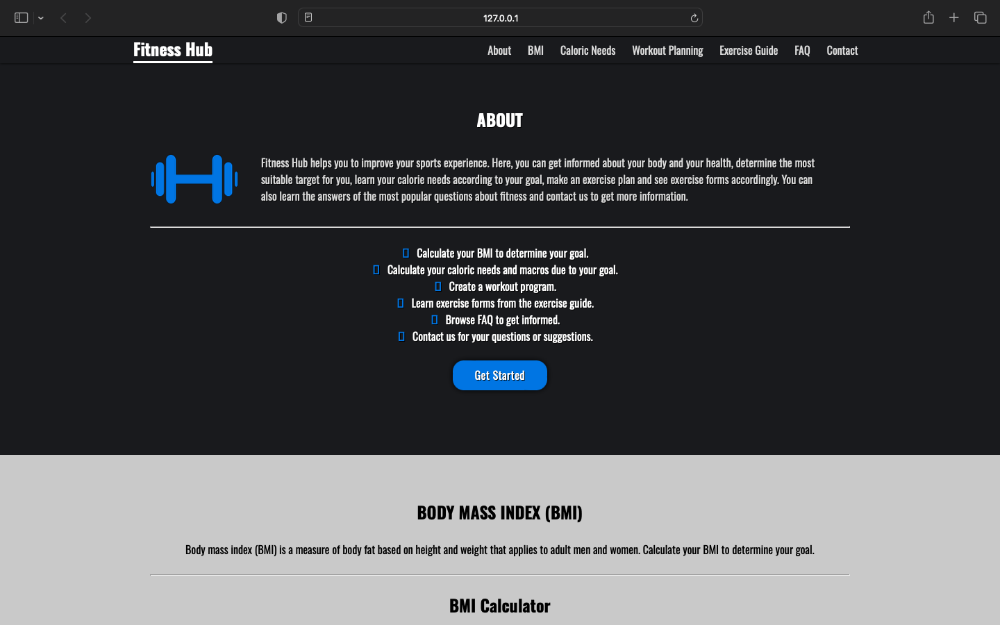 127.0.0.1
Fitness Hub
About BMI Caloric Needs Workout Planning Exercise Guide FAQ Contact
ABOUT
Fitness Hub helps you to improve your sports experience. Here, you can get informed about your body and your health, determine the most
suitable target for you, learn your calorie needs according to your goal, make an exercise plan and see exercise forms accordingly. You can
also learn the answers of the most popular questions about fitness and contact us to get more information.
Calculate your BMI to determine your goal.
Calculate your caloric needs and macros due to your goal.
Create a workout program.
Learn exercise forms from the exercise guide.
Browse FAQ to get informed.
Contact us for your questions or suggestions.
Get Started
BODY MASS INDEX (BMI)
Body mass index (BMI) is a measure of body fat based on height and weight that applies to adult men and women. Calculate your BMI to determine your goal.
BMI Calculator